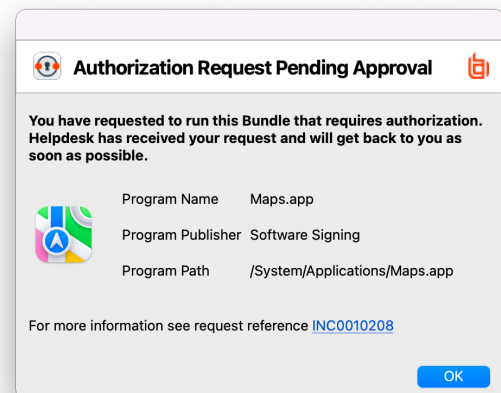 Authorization Request Pending Approval
You have requested to run this Bundle that requires authorization.
Helpdesk has received your request and will get back to you as
soon as possible.
Program Name Maps.app
Program Publisher Software Signing
Program Path /System/Applications/Maps.app
For more information see request reference INC0010208
OK